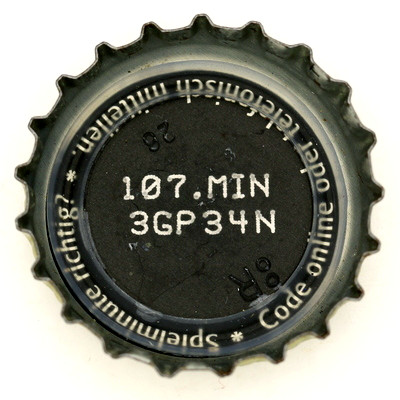 107.MIN
3GP34N
* Spielminute richtig? * Code online oder telefonisch mitteilen.
28
8R